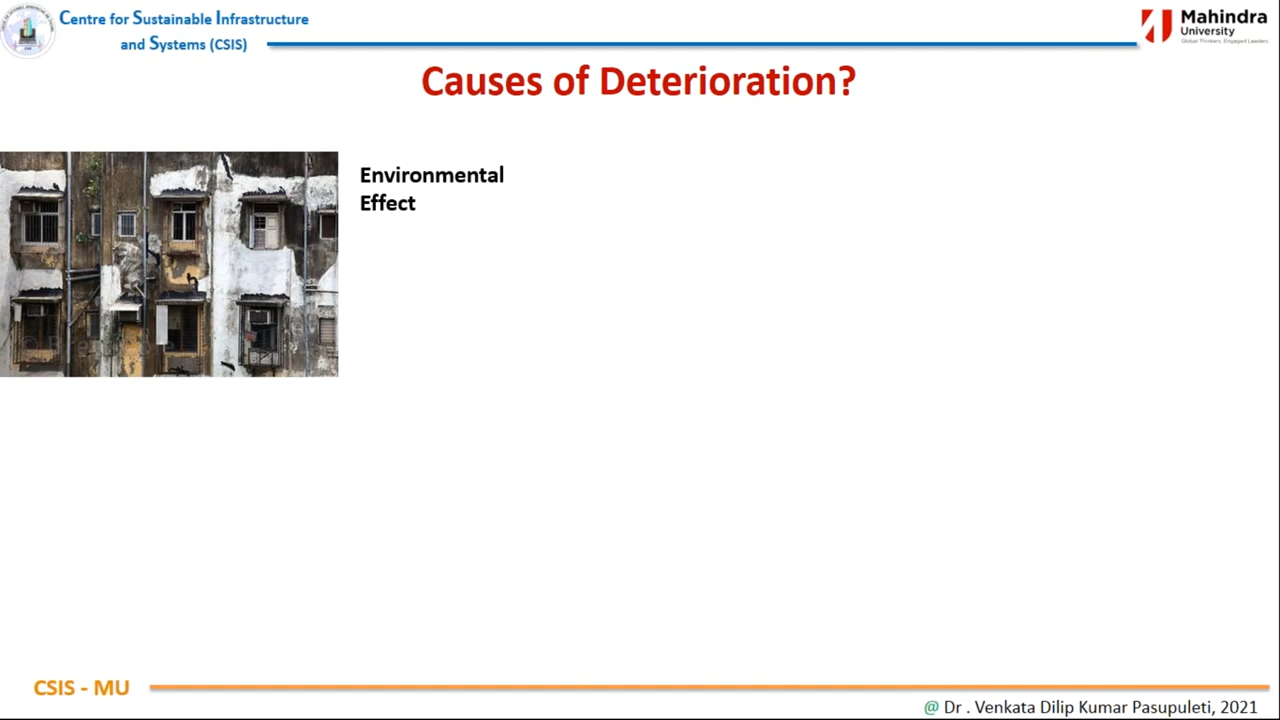 Centre for Sustainable Infrastructure
and Systems (CSIS)
Mahindra
University
Global Thinkers. Engaged Leaders.
Causes of Deterioration?
Environmental
Effect
CSIS - MU
@ Dr . Venkata Dilip Kumar Pasupuleti, 2021